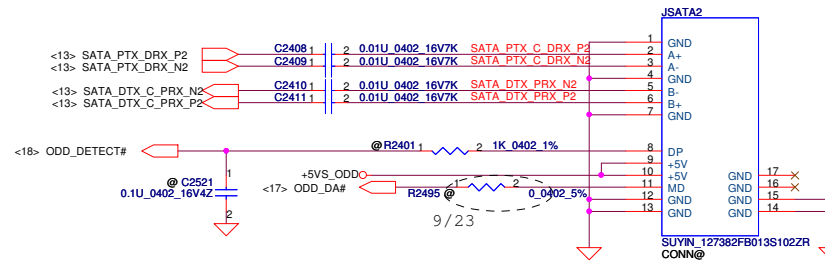 JSATA2
1
GND
<13> SATA_PTX_DRX_P2 C2408 1 2 0.01U_0402_16V7K SATA_PTX_C_DRX_P2 2 A+
<13> SATA_PTX_DRX_N2 C2409 1 2 0.01U_0402_16V7K SATA_PTX_C_DRX_N2 3 A-
4 GND
<13> SATA_DTX_C_PRX_N2 C2410 1 2 0.01U_0402_16V7K SATA_DTX_PRX_N2 5 B-
<13> SATA_DTX_C_PRX_P2 C2411 1 2 0.01U_0402_16V7K SATA_DTX_PRX_P2 6 B+
7 GND
<18> ODD_DETECT# @ R2401 1 2 1K_0402_1% 8 DP
9 +5V
+5VS_ODD 10 +5V GND 17
<17> ODD_DA# R2495 @ 1 2 0_0402_5% 11 MD GND 16
12 GND GND 15
13 GND GND 14
@ C2521 1
0.1U_0402_16V4Z
2
9/23
SUYIN_127382FB013S102ZR
CONN@